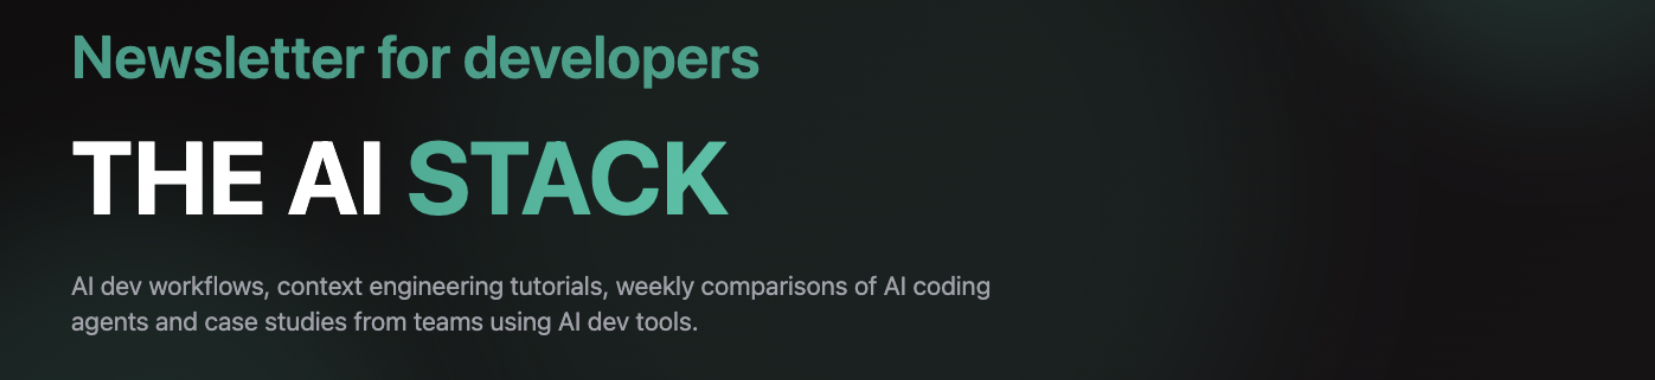 Newsletter for developers
THE AI STACK
AI dev workflows, context engineering tutorials, weekly comparisons of AI coding
agents and case studies from teams using AI dev tools.